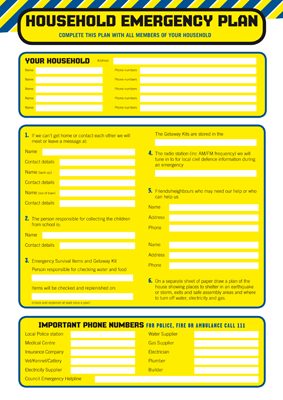 HOUSEHOLD EMERGENCY PLAN
COMPLETE THIS PLAN WITH ALL MEMBERS OF YOUR HOUSEHOLD
YOUR HOUSEHOLD
Address
Name
Phone numbers
Name
Phone numbers
Name
Phone numbers
Name
Phone numbers
Name
Phone numbers
1. If we can't get home or contact each other we will
meet or leave a message at:
Name
Contact details
Name (back-up)
Contact details
Name (out of town)
Contact details
2. The person responsible for collecting the children
from school is:
Name
Contact details
3. Emergency Survival Items and Getaway Kit
Person responsible for checking water and food
Items will be checked and replenished on:
(check and replenish at least once a year)
The Getaway Kits are stored in the
4. The radio station (inc AM/FM frequency) we will
tune in to for local civil defence information during
an emergency
5. Friends/neighbours who may need our help or who
can help us
Name
Address
Phone
Name
Address
Phone
6. On a separate sheet of paper draw a plan of the
house showing places to shelter in an earthquake
or storm, exits and safe assembly areas and where
to turn off water, electricity and gas.
IMPORTANT PHONE NUMBERS FOR POLICE, FIRE OR AMBULANCE CALL 111
Local Police station
Medical Centre
Insurance Company
Vet/Kennel/Cattery
Electricity Supplier
Council Emergency Helpline
Water Supplier
Gas Supplier
Electrician
Plumber
Builder